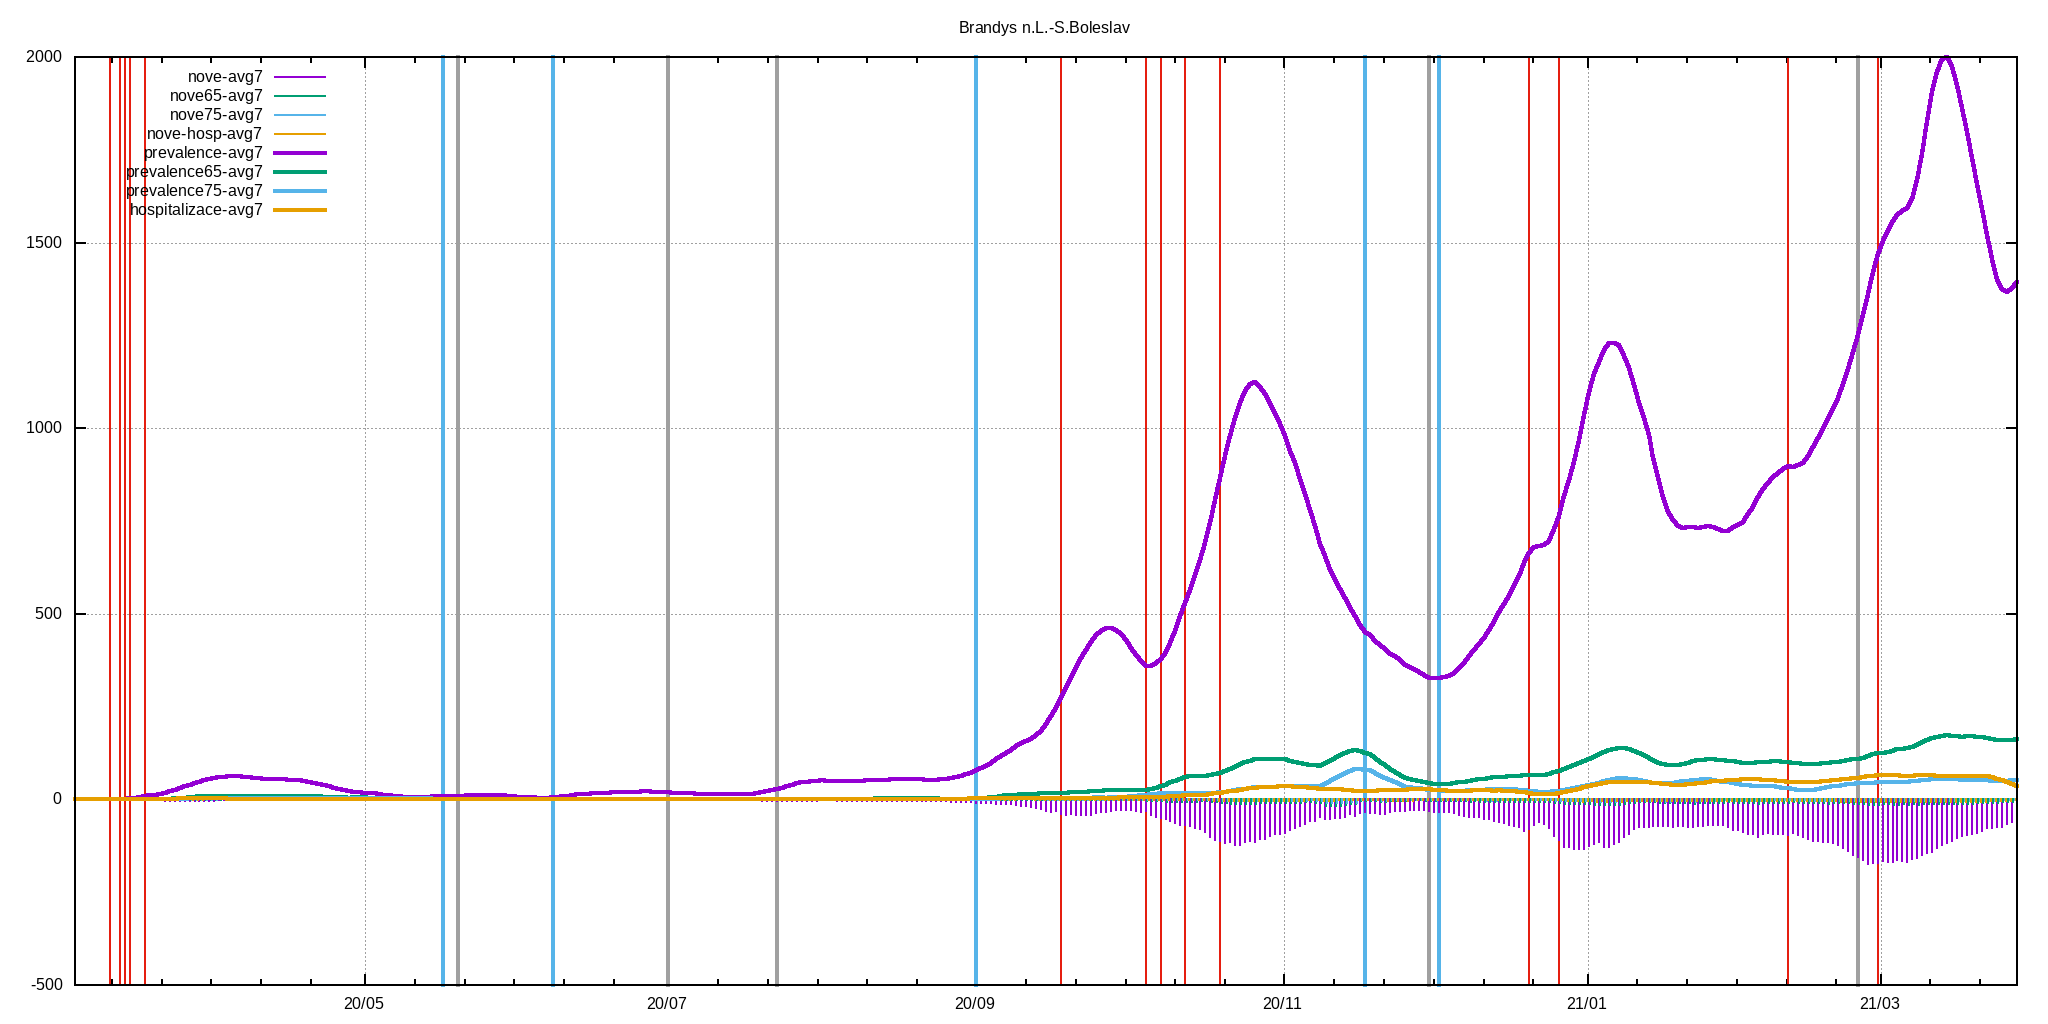 Brandys n.L.-S.Boleslav
2000
1500
1000
500
0
-500
nove-avg7
nove65-avg7
nove75-avg7
nove-hosp-avg7
prevalence-avg7
prevalence65-avg7
prevalence75-avg7
hospitalizace-avg7
20/05
20/07
20/09
20/11
21/01
21/03